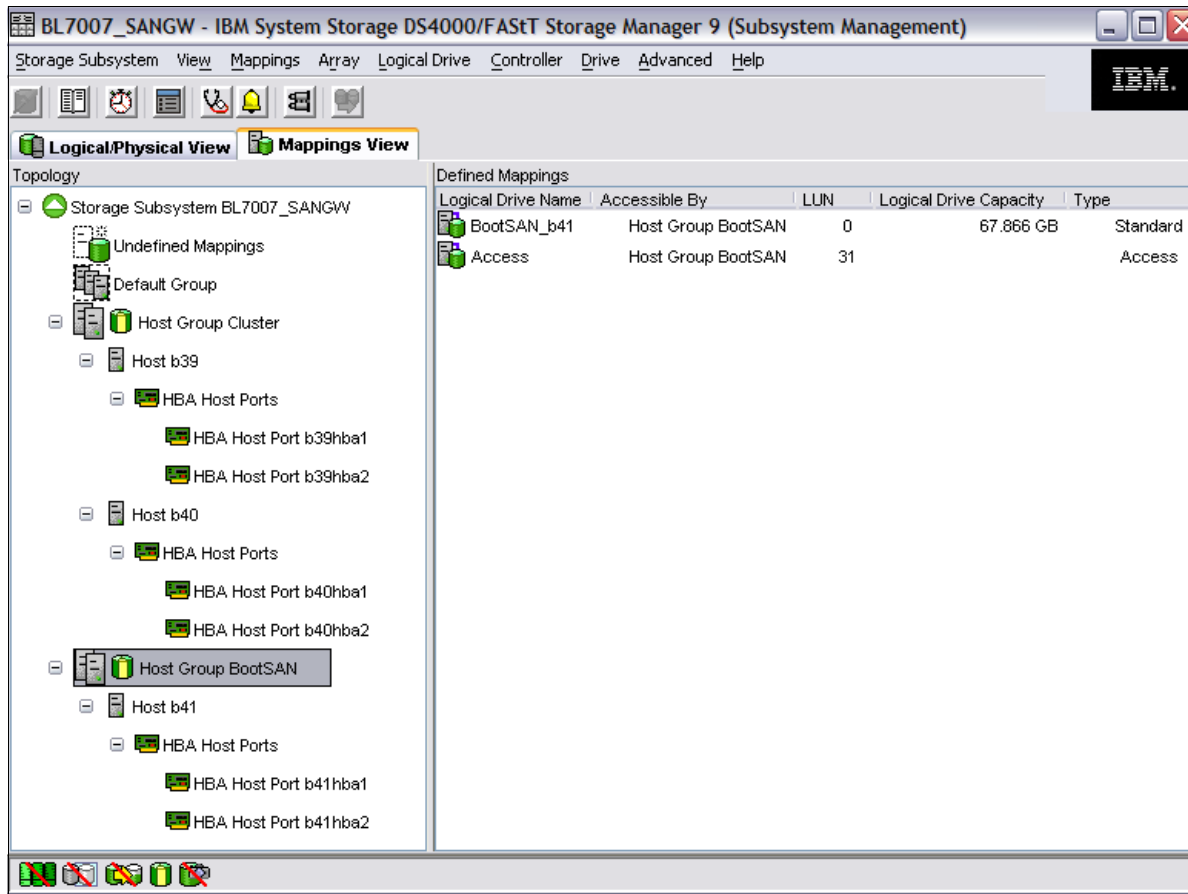 BL7007_SANGW - IBM System Storage DS4000/FAStT Storage Manager 9 (Subsystem Management)
Storage Subsystem View Mappings Array Logical Drive Controller Drive Advanced Help
IBM.
Logical/Physical View Mappings View
Topology
Storage Subsystem BL7007_SANGW
Undefined Mappings
Default Group
Host Group Cluster
Host b39
HBA Host Ports
HBA Host Port b39hba1
HBA Host Port b39hba2
Host b40
HBA Host Ports
HBA Host Port b40hba1
HBA Host Port b40hba2
Host Group BootSAN
Host b41
HBA Host Ports
HBA Host Port b41hba1
HBA Host Port b41hba2
Defined Mappings
Logical Drive Name Accessible By LUN Logical Drive Capacity Type
BootSAN_b41 Host Group BootSAN 0 67.866 GB Standard
Access Host Group BootSAN 31 Access